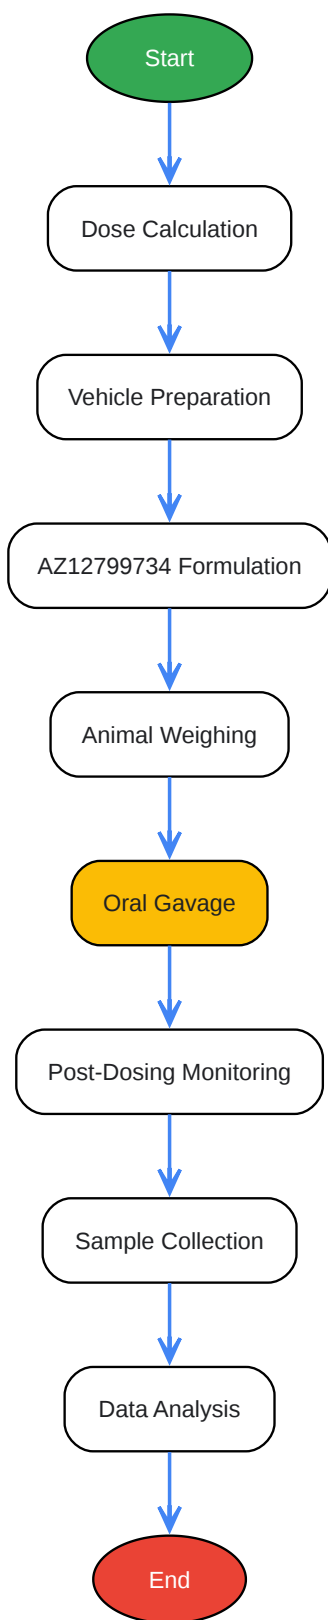 Start
Dose Calculation
Vehicle Preparation
AZ12799734 Formulation
Animal Weighing
Oral Gavage
Post-Dosing Monitoring
Sample Collection
Data Analysis
End